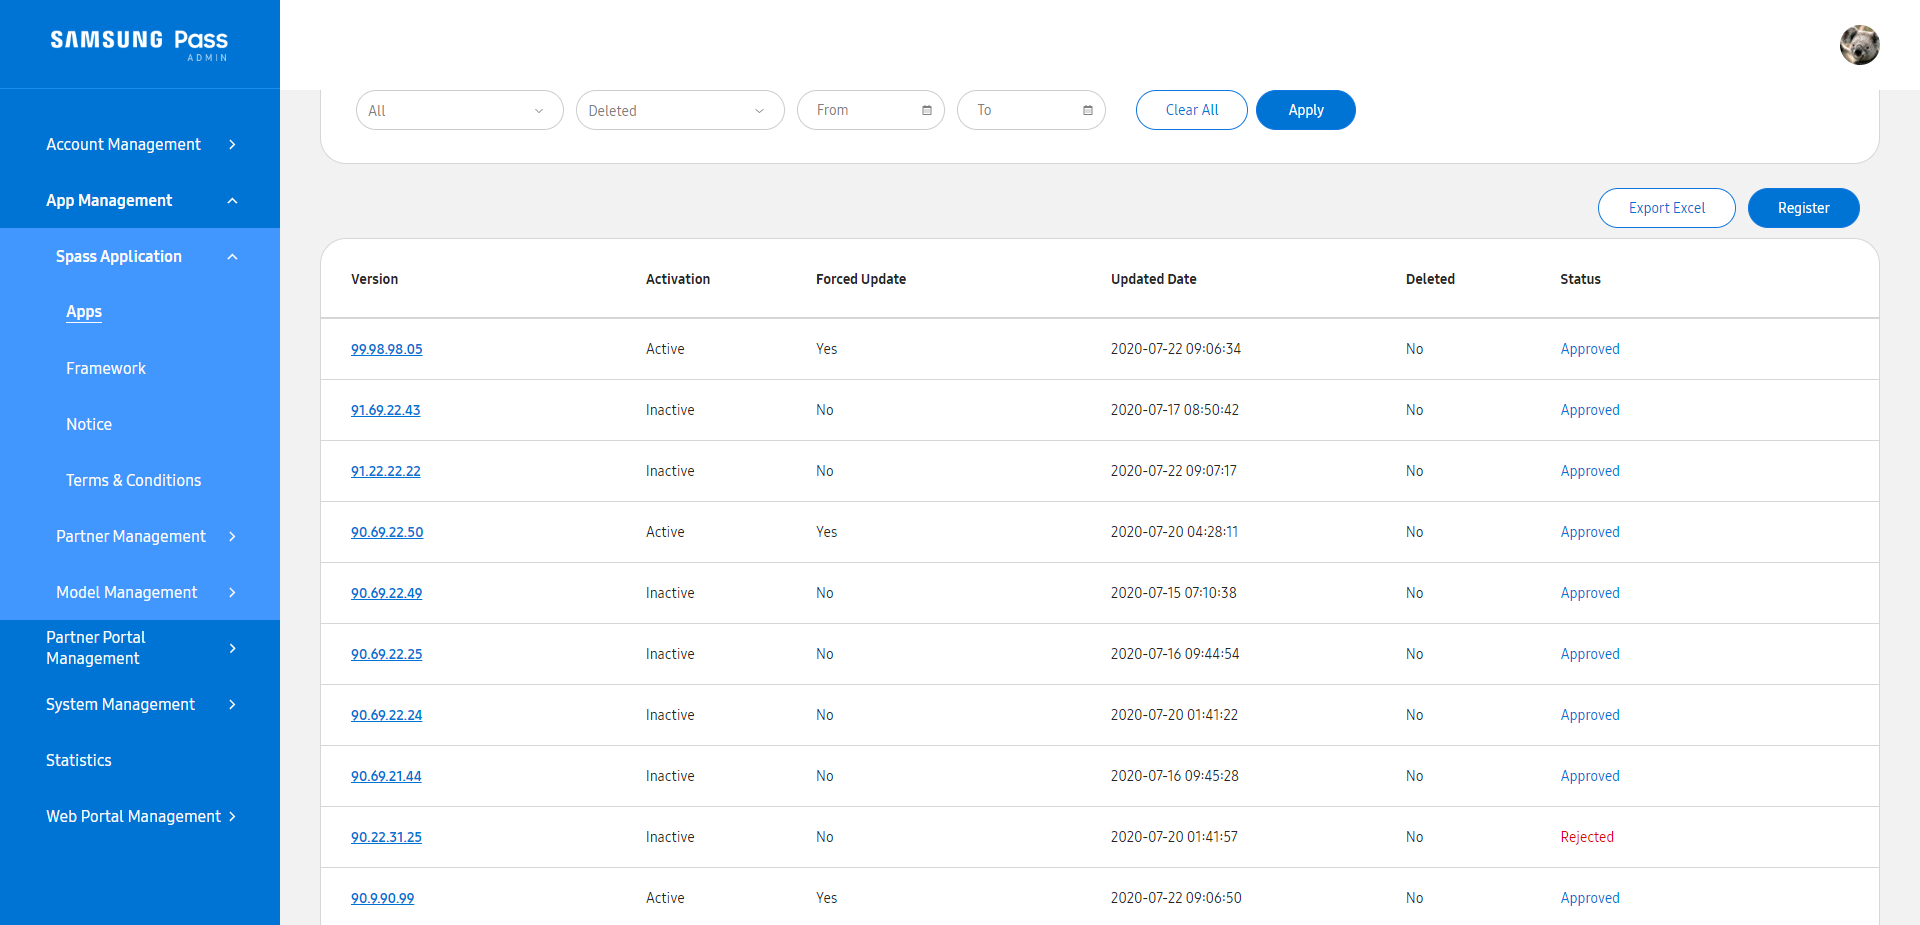 SAMSUNG Pass
ADMIN
Account Management
App Management
Spass Application
Apps
Framework
Notice
Terms & Conditions
Partner Management
Model Management
Partner Portal
Management
System Management
Statistics
Web Portal Management
All Deleted From To Clear All Apply
Export Excel Register
Version Activation Forced Update Updated Date Deleted Status
99.98.98.05 Active Yes 2020-07-22 09:06:34 No Approved
91.69.22.43 Inactive No 2020-07-17 08:50:42 No Approved
91.22.22.22 Inactive No 2020-07-22 09:07:17 No Approved
90.69.22.50 Active Yes 2020-07-20 04:28:11 No Approved
90.69.22.49 Inactive No 2020-07-15 07:10:38 No Approved
90.69.22.25 Inactive No 2020-07-16 09:44:54 No Approved
90.69.22.24 Inactive No 2020-07-20 01:41:22 No Approved
90.69.21.44 Inactive No 2020-07-16 09:45:28 No Approved
90.22.31.25 Inactive No 2020-07-20 01:41:57 No Rejected
90.9.90.99 Active Yes 2020-07-22 09:06:50 No Approved